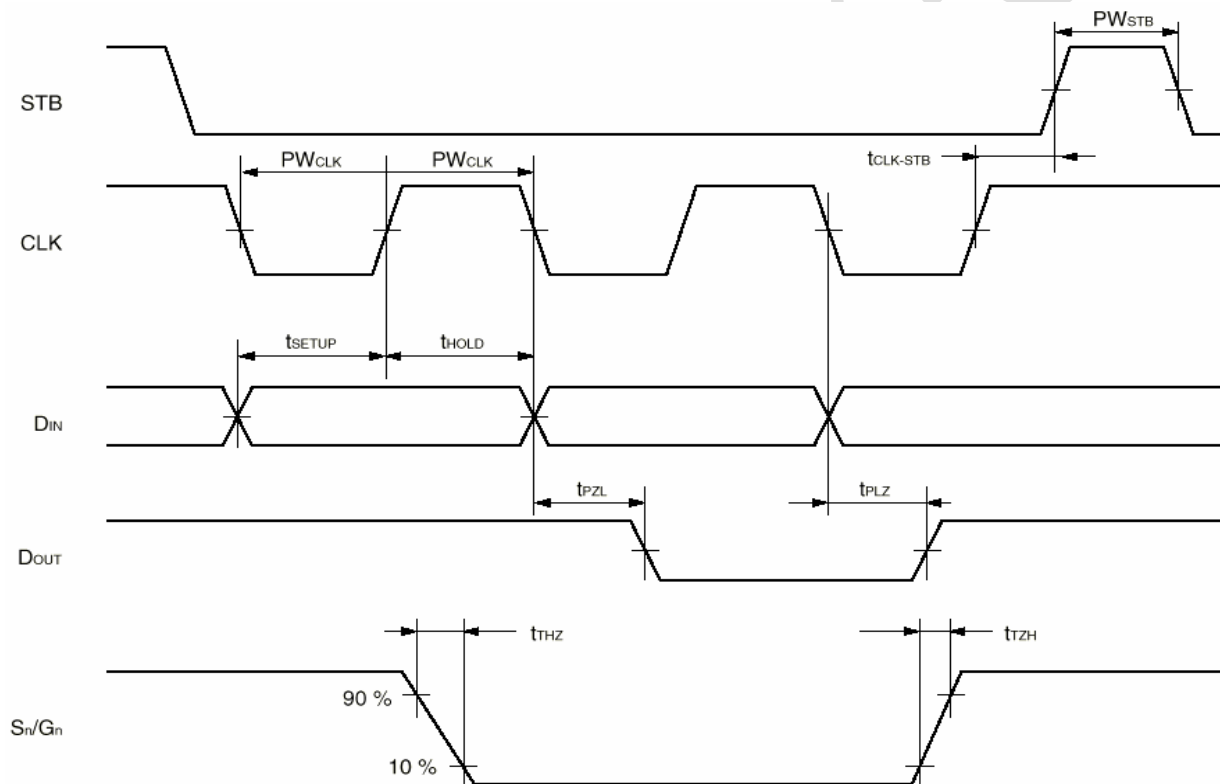 PWSTB
STB
tCLK-STB
PWCLK PWCLK
CLK
tSETUP tHOLD
DIN
tPZL tPLZ
DOUT
tTHZ tTZH
90 %
Sn/Gn
10 %